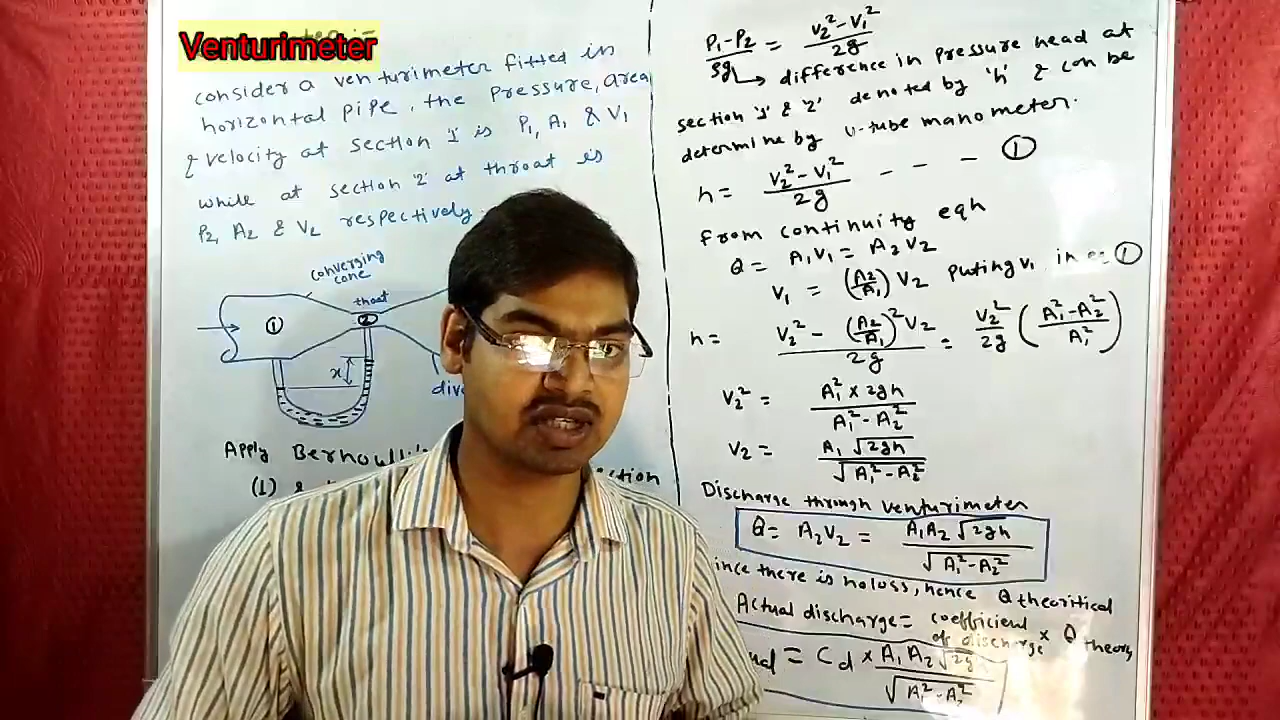 Venturimeter
consider a venturimeter fitted in
horizontal pipe, the pressure, area
& velocity at section '1' is P₁, A₁ & V₁
while at section '2' at throat is
P₂, A₂ & V₂ respectively
converging
cone
thoat
① ②
x
Apply
(1) &
ction
P₁-P₂/ρg = V₂²-V₁²/2g
→ difference in pressure head at
section '1' & '2' denoted by 'h' & can be
determine by U-tube manometer.
h = V₂²-V₁²/2g - - - ①
From continuity eqn
Q = A₁V₁ = A₂V₂
V₁ = (A₂/A₁) V₂ puting V₁ in eq ①
h = V₂² - (A₂/A₁)² V₂/2g = V₂²/2g (A₁²-A₂²/A₁²)
V₂² = A₁² × 2gh/A₁²-A₂²
V₂ = A₁√2gh/√A₁²-A₂²
Discharge through venturimeter
Q = A₂V₂ = A₁A₂√2gh/√A₁²-A₂²
ince there is no loss, hence Q theoritical
Actual discharge = coefficient of discharge × Q theory
= Cd × A₁A₂√2g/√A₁²-A₂²